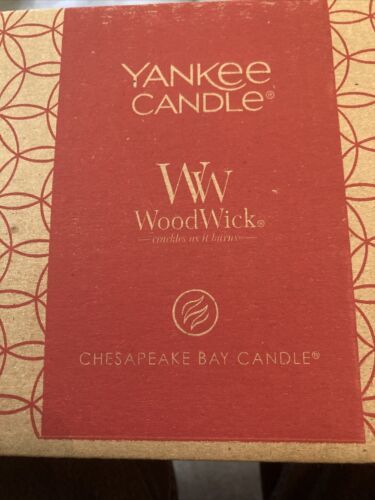 YANKEE
CANDLE®
WW
WoodWick®
crackles as it burns
CHESAPEAKE BAY CANDLE®